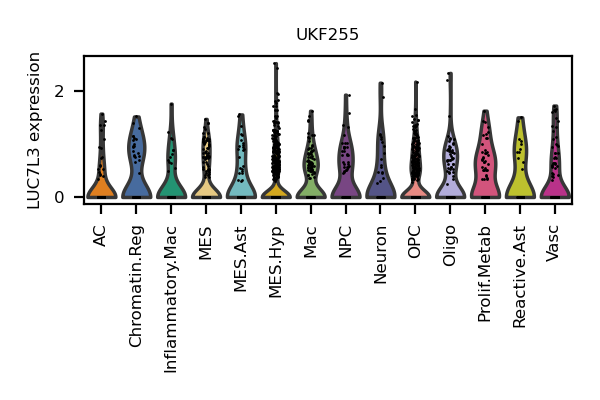 UKF255
LUC7L3 expression
2
0
AC
Chromatin.Reg
Inflammatory.Mac
MES
MES.Ast
MES.Hyp
Mac
NPC
Neuron
OPC
Oligo
Prolif.Metab
Reactive.Ast
Vasc